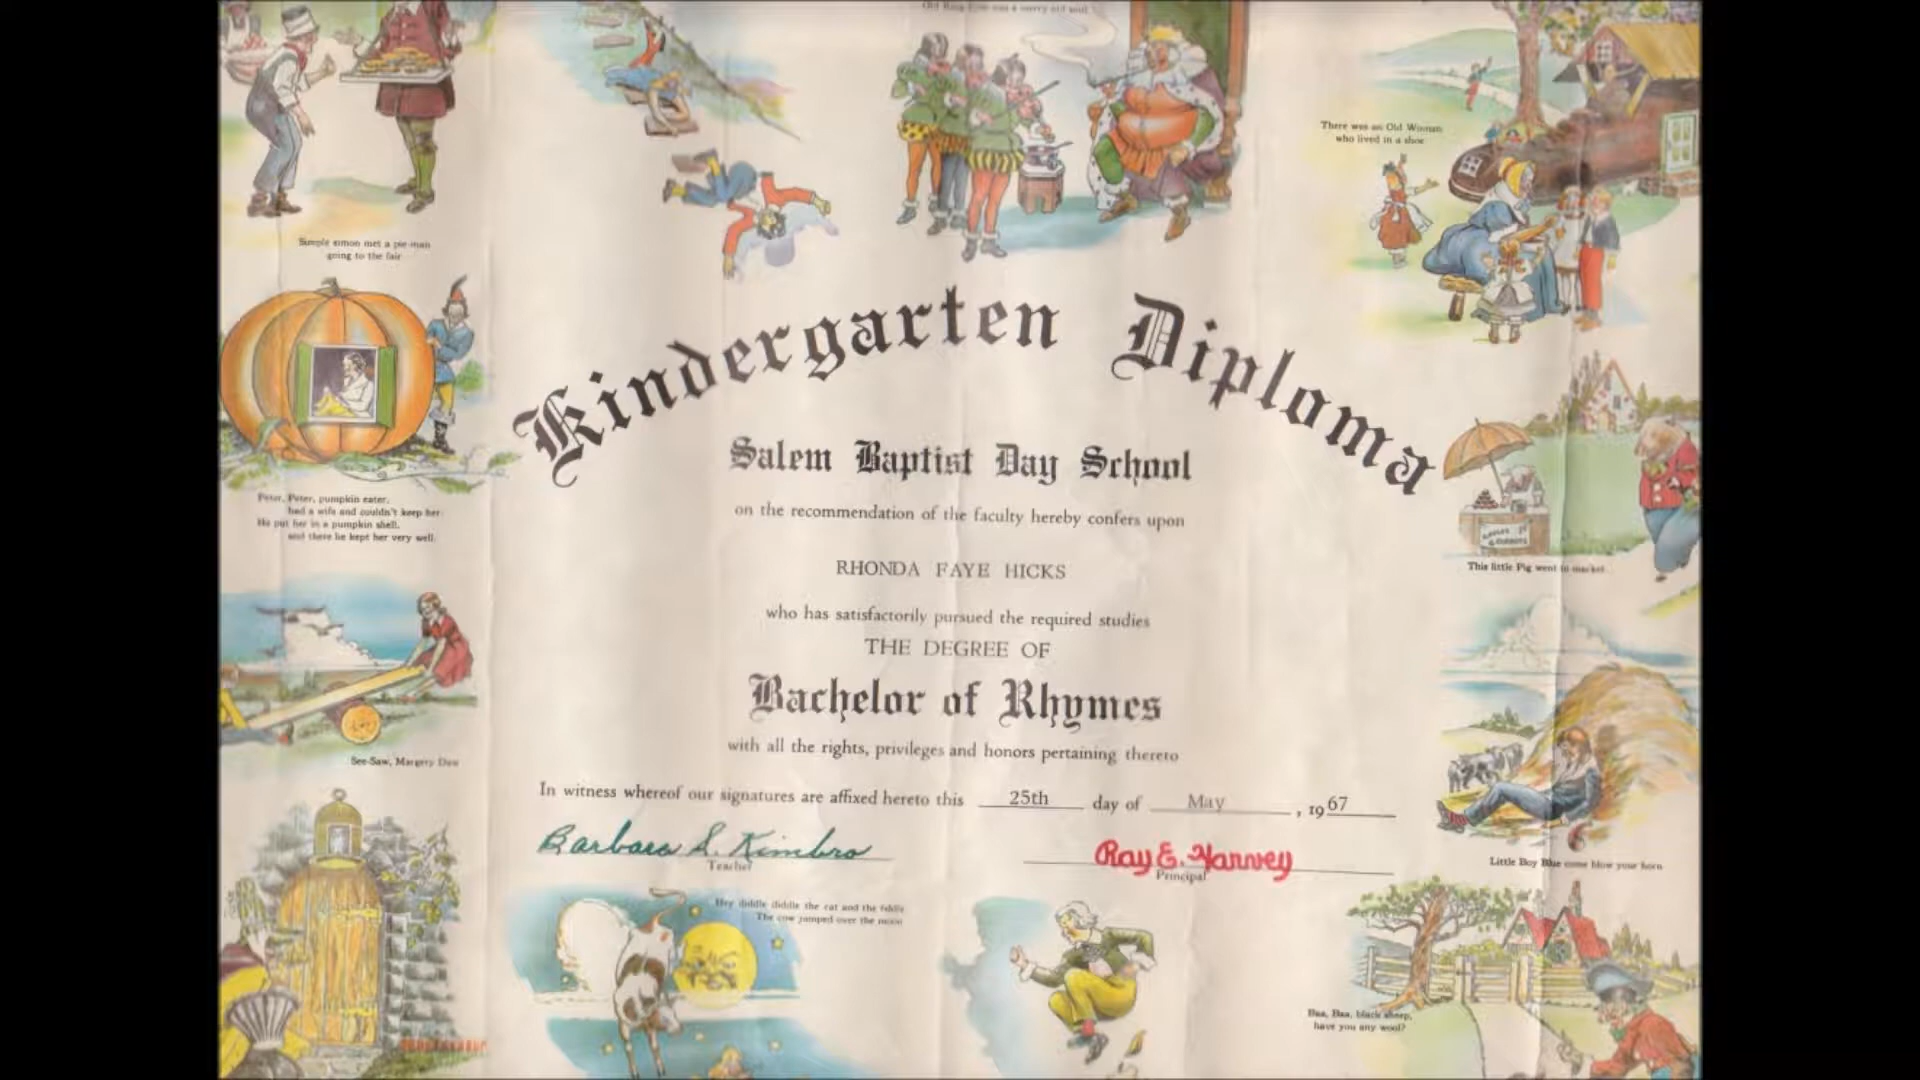 Old King Cole was a merry old soul
There was an Old Woman
who lived in a shoe
Simple simon met a pie-man
going to the fair
Kindergarten Diploma
Salem Baptist Day School
on the recommendation of the faculty hereby confers upon
Peter, Peter, pumpkin eater,
had a wife and couldn't keep her
He put her in a pumpkin shell,
and there he kept her very well.
This little Pig went to market
RHONDA FAYE HICKS
who has satisfactorily pursued the required studies
THE DEGREE OF
Bachelor of Rhymes
with all the rights, privileges and honors pertaining thereto
See-Saw, Margery Daw
In witness whereof our signatures are affixed hereto this 25th day of May, 1967
Barbara S. Kimbro
Teacher
Ray E. Harvey
Principal
Little Boy Blue come blow your horn
Hey diddle diddle the cat and the fiddle
The cow jumped over the moon
Baa, Baa, black sheep,
have you any wool?